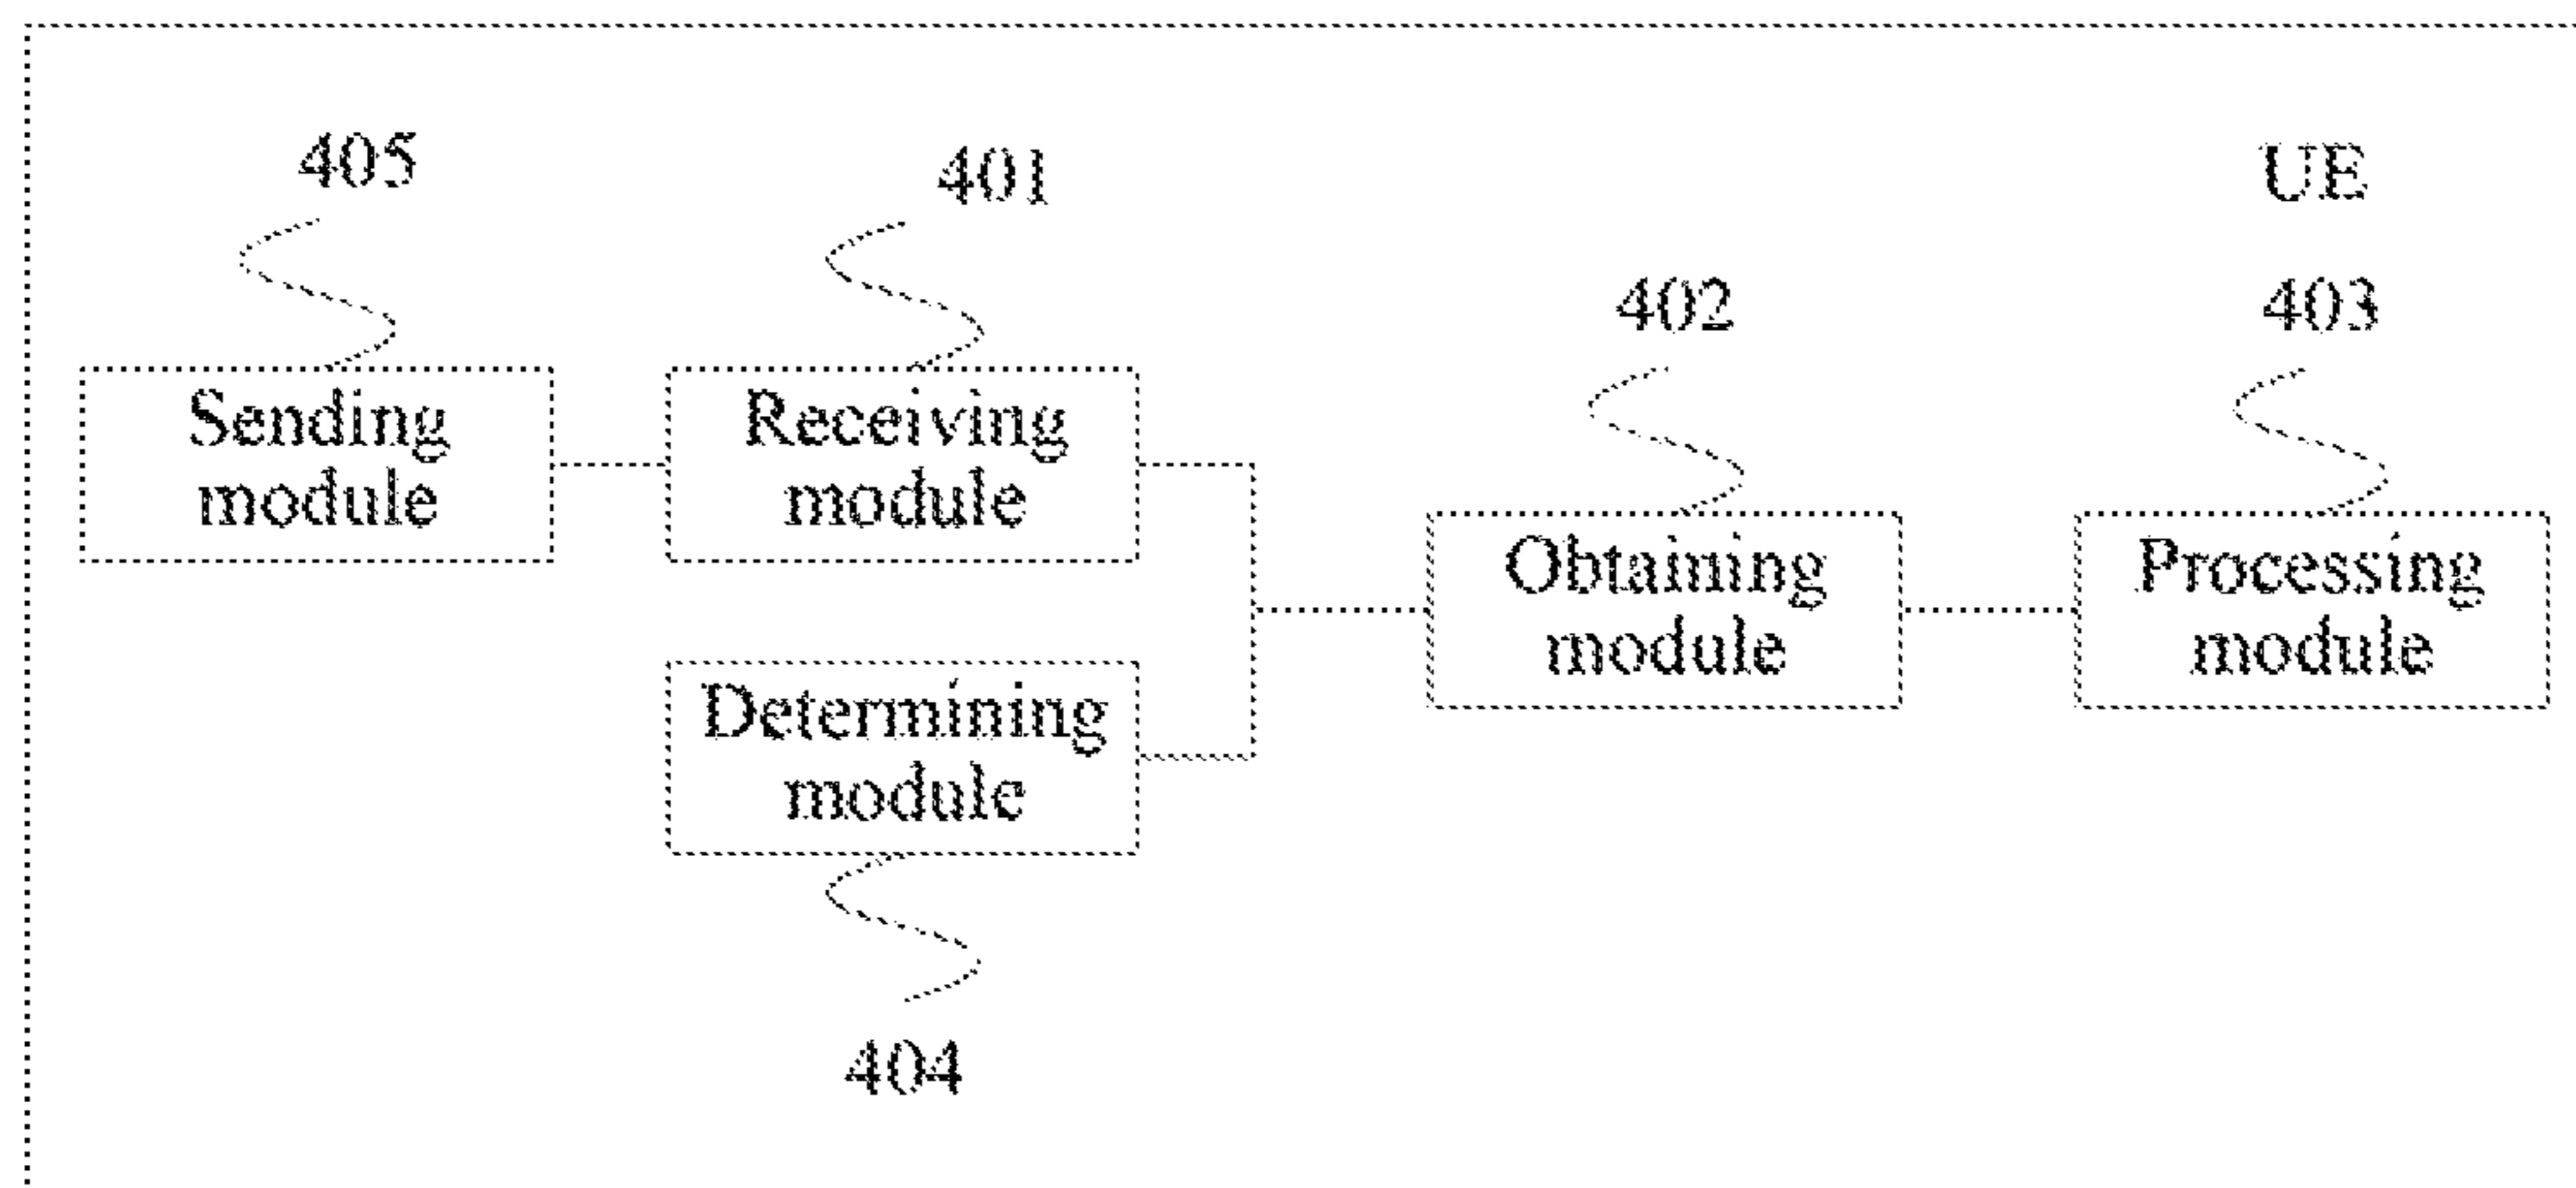 405
401
UE
402
403
Sending
module
Receiving
module
Obtaining
module
Processing
module
Determining
module
404